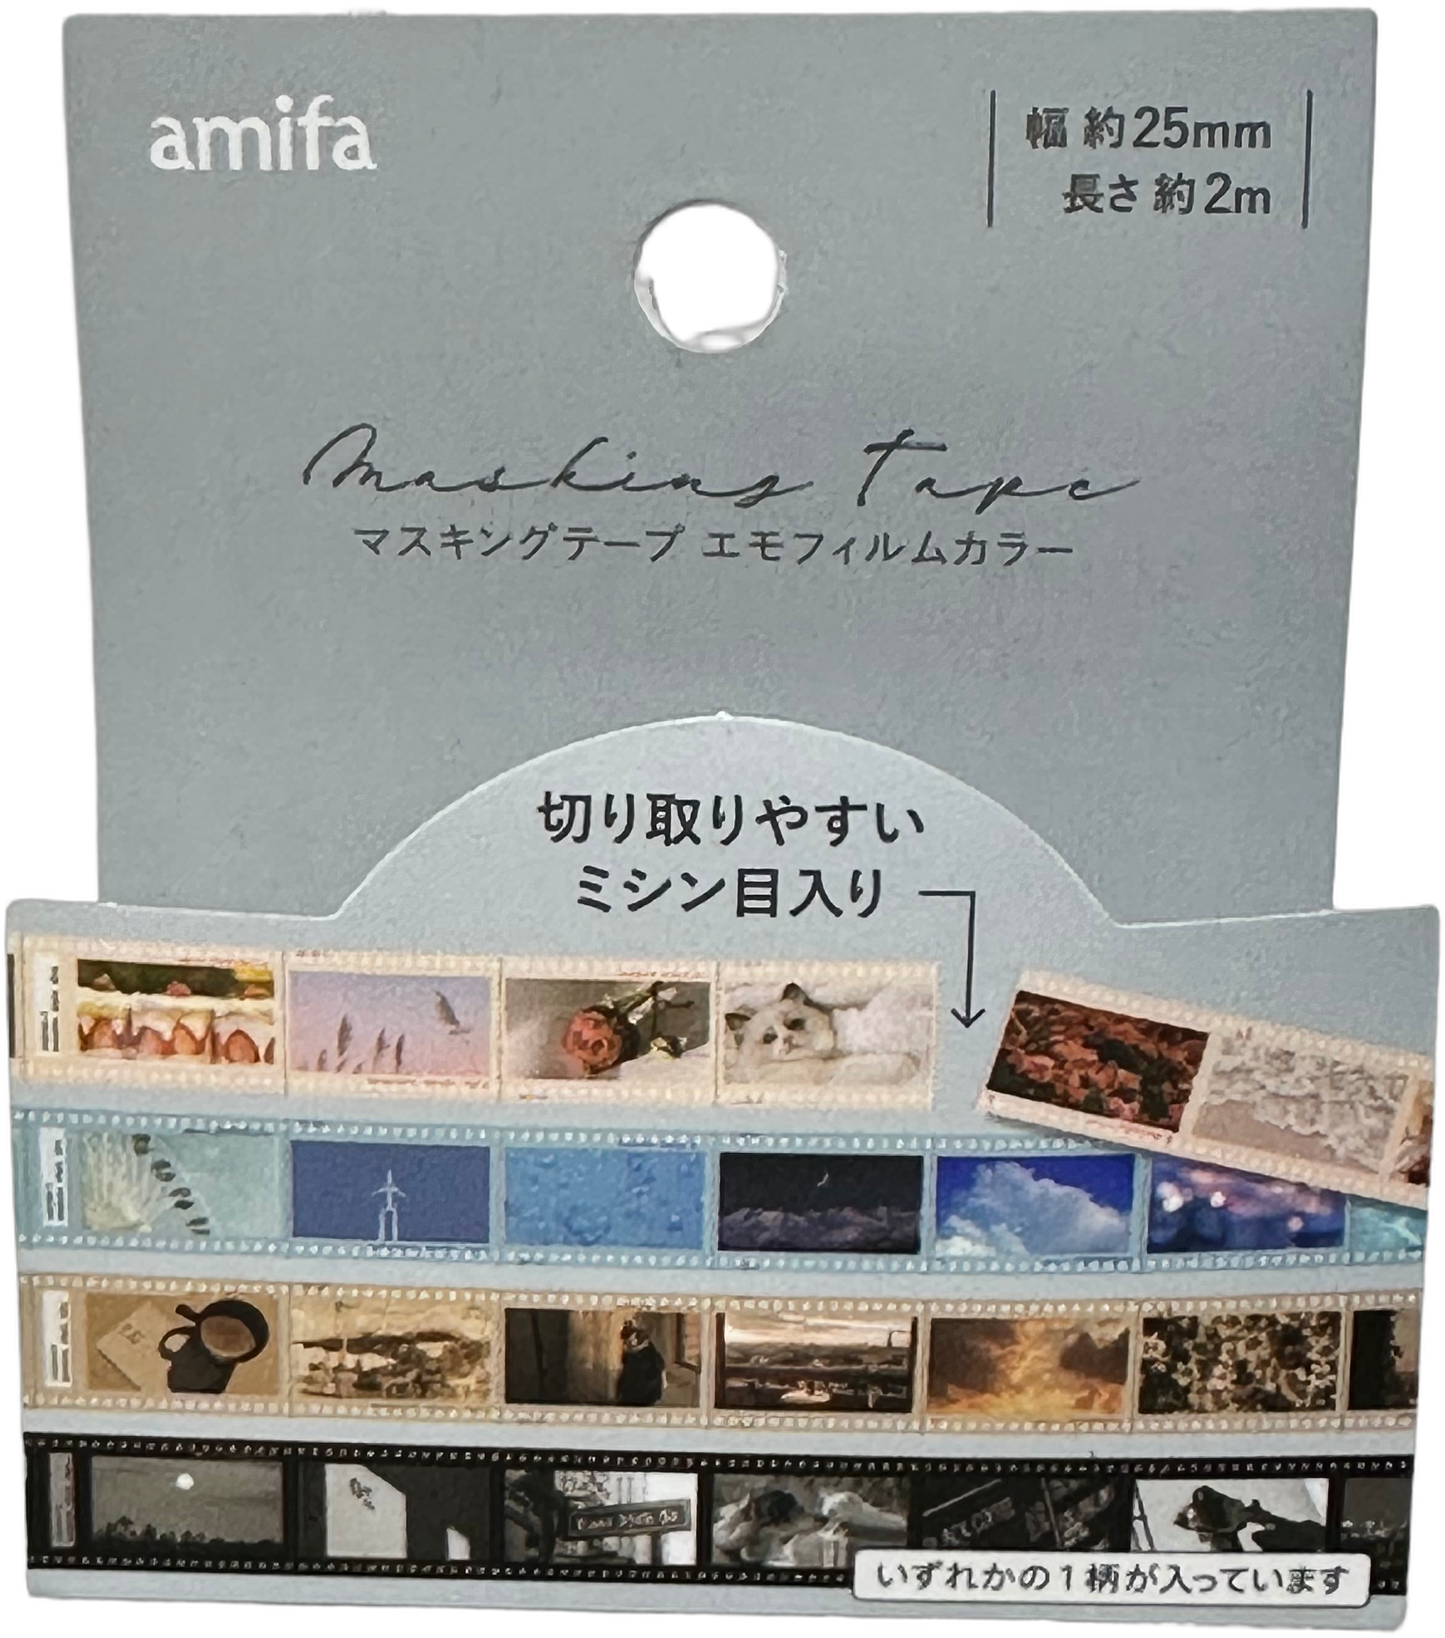 amifa
幅 約25mm
長さ 約2m
Masking Tape
マスキングテープ エモフィルムカラー
切り取りやすい
ミシン目入り
いずれかの1柄が入っています